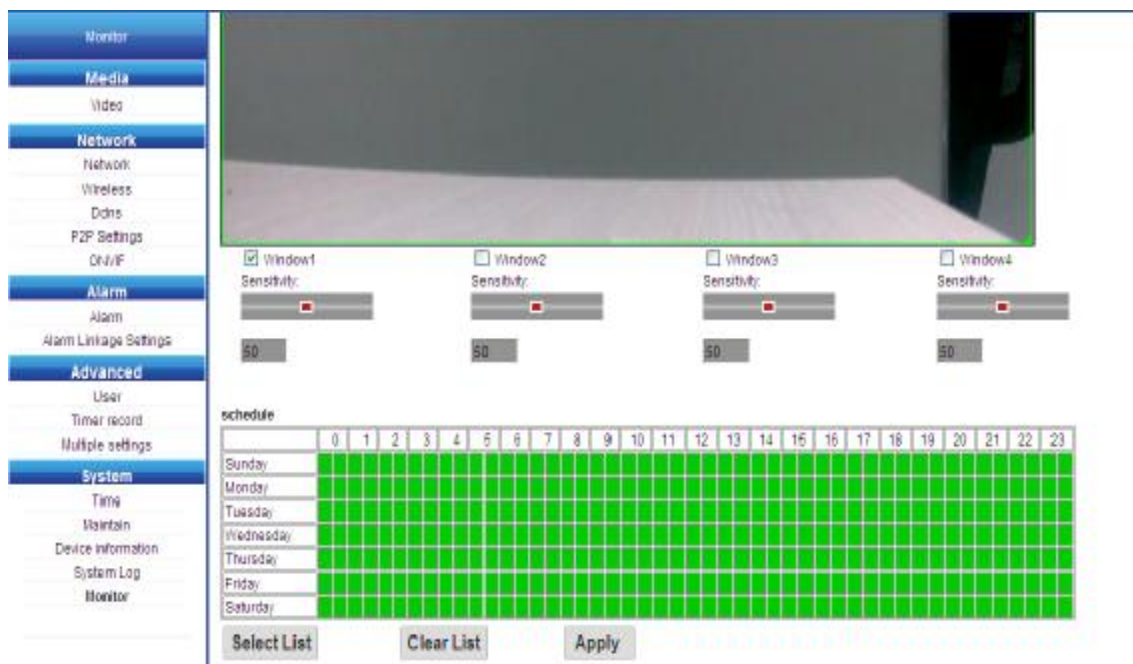 Monitor
Media
Video
Network
Network
Wireless
Ddns
P2P Settings
ONVIF
Alarm
Alarm
Alarm Linkage Settings
Advanced
User
Timer record
Multiple settings
System
Time
Maintain
Device information
System Log
Monitor
Window1 Window2 Window3 Window4
Sensitivity: Sensitivity: Sensitivity: Sensitivity:
50 50 50 50
schedule
0 1 2 3 4 5 6 7 8 9 10 11 12 13 14 15 16 17 18 19 20 21 22 23
Sunday
Monday
Tuesday
Wednesday
Thursday
Friday
Saturday
Select List Clear List Apply